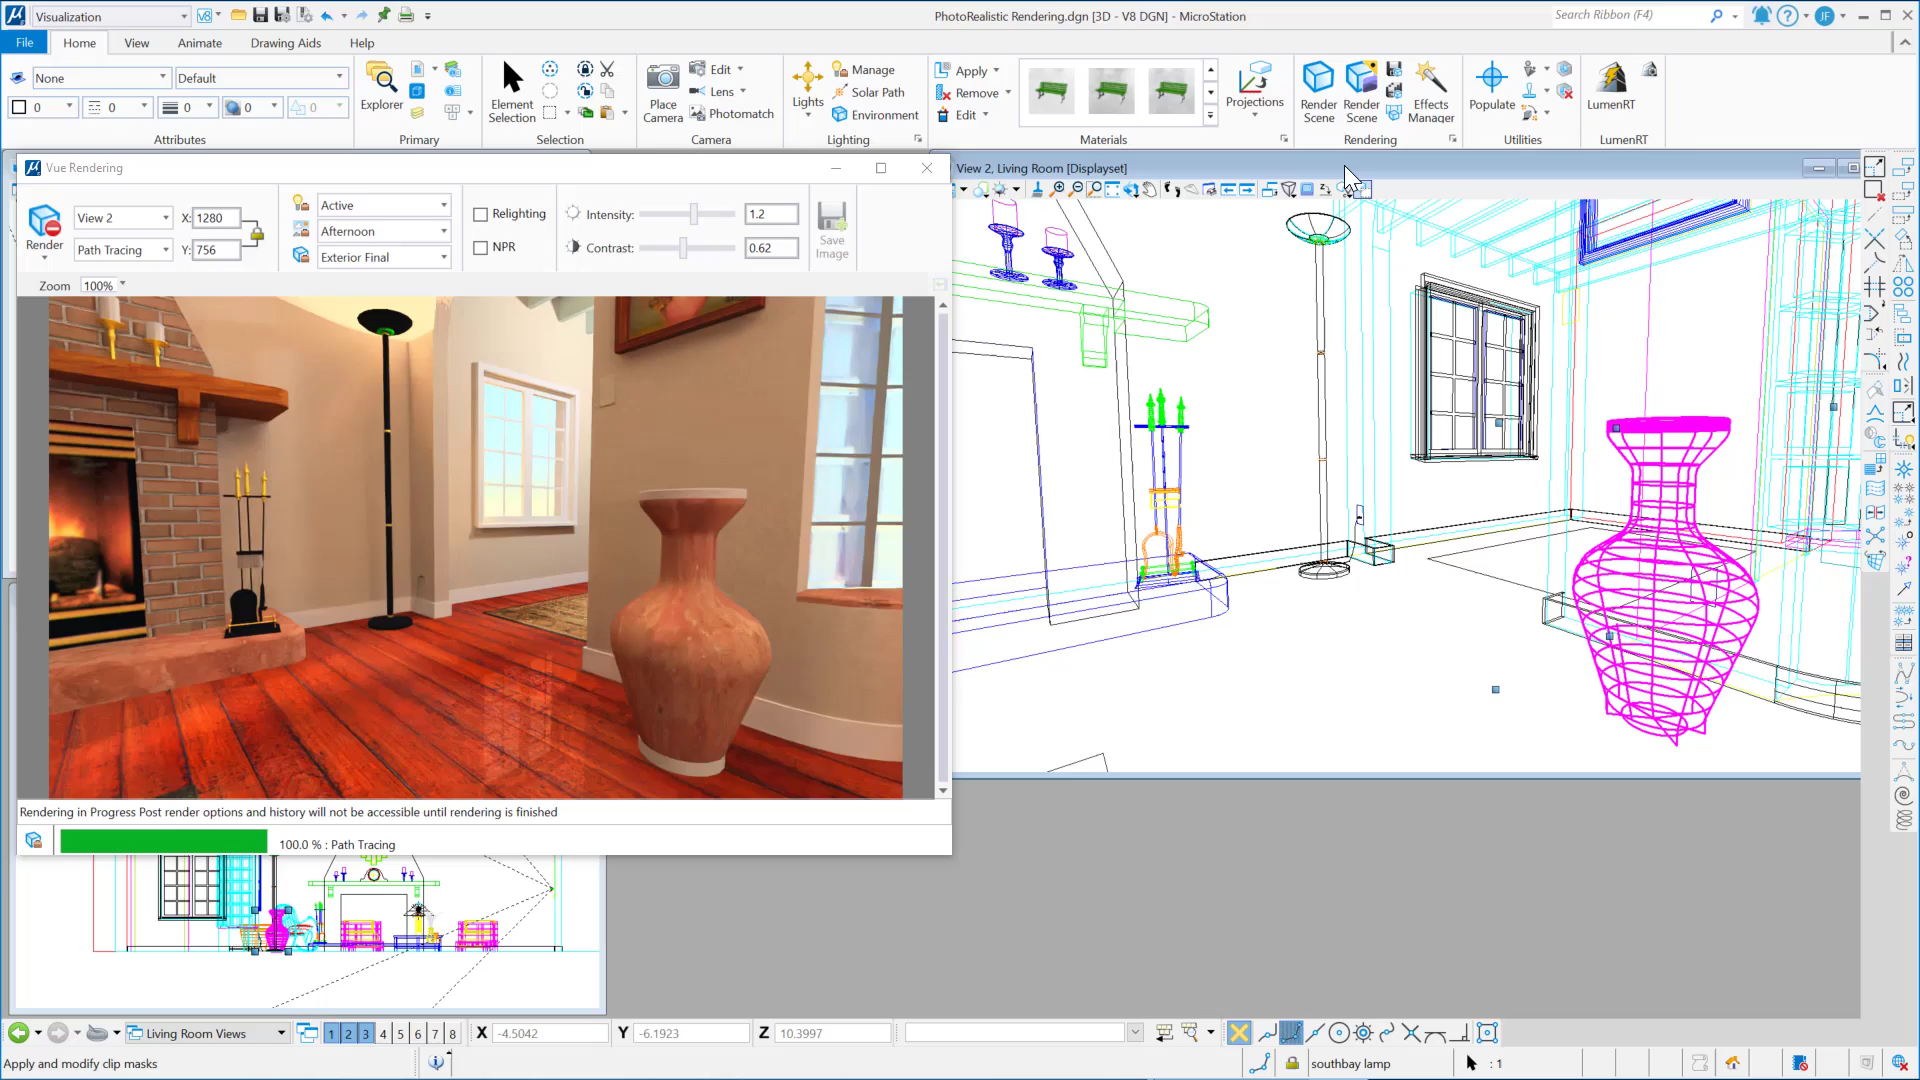 Visualization
PhotoRealistic Rendering.dgn [3D - V8 DGN] - MicroStation
Search Ribbon (F4)
JF
File
Home
View
Animate
Drawing Aids
Help
None
Default
0
0
0
0
0
Attributes
Explorer
Primary
Element
Selection
Selection
Place
Camera
Edit
Lens
Photomatch
Camera
Lights
Manage
Solar Path
Environment
Lighting
Apply
Remove
Edit
Materials
Projections
Render
Scene
Render
Scene
Effects
Manager
Rendering
Populate
Utilities
LumenRT
LumenRT
Vue Rendering
Render
View 2
Path Tracing
X:
1280
Y:
756
Active
Afternoon
Exterior Final
Relighting
NPR
Intensity:
1.2
Contrast:
0.62
Save
Image
Zoom
100%
View 2, Living Room [Displayset]
Rendering in Progress Post render options and history will not be accessible until rendering is finished
100.0 % : Path Tracing
Living Room Views
1 2 3 4 5 6 7 8
X
-4.5042
Y
-6.1923
Z
10.3997
Apply and modify clip masks
southbay lamp
: 1